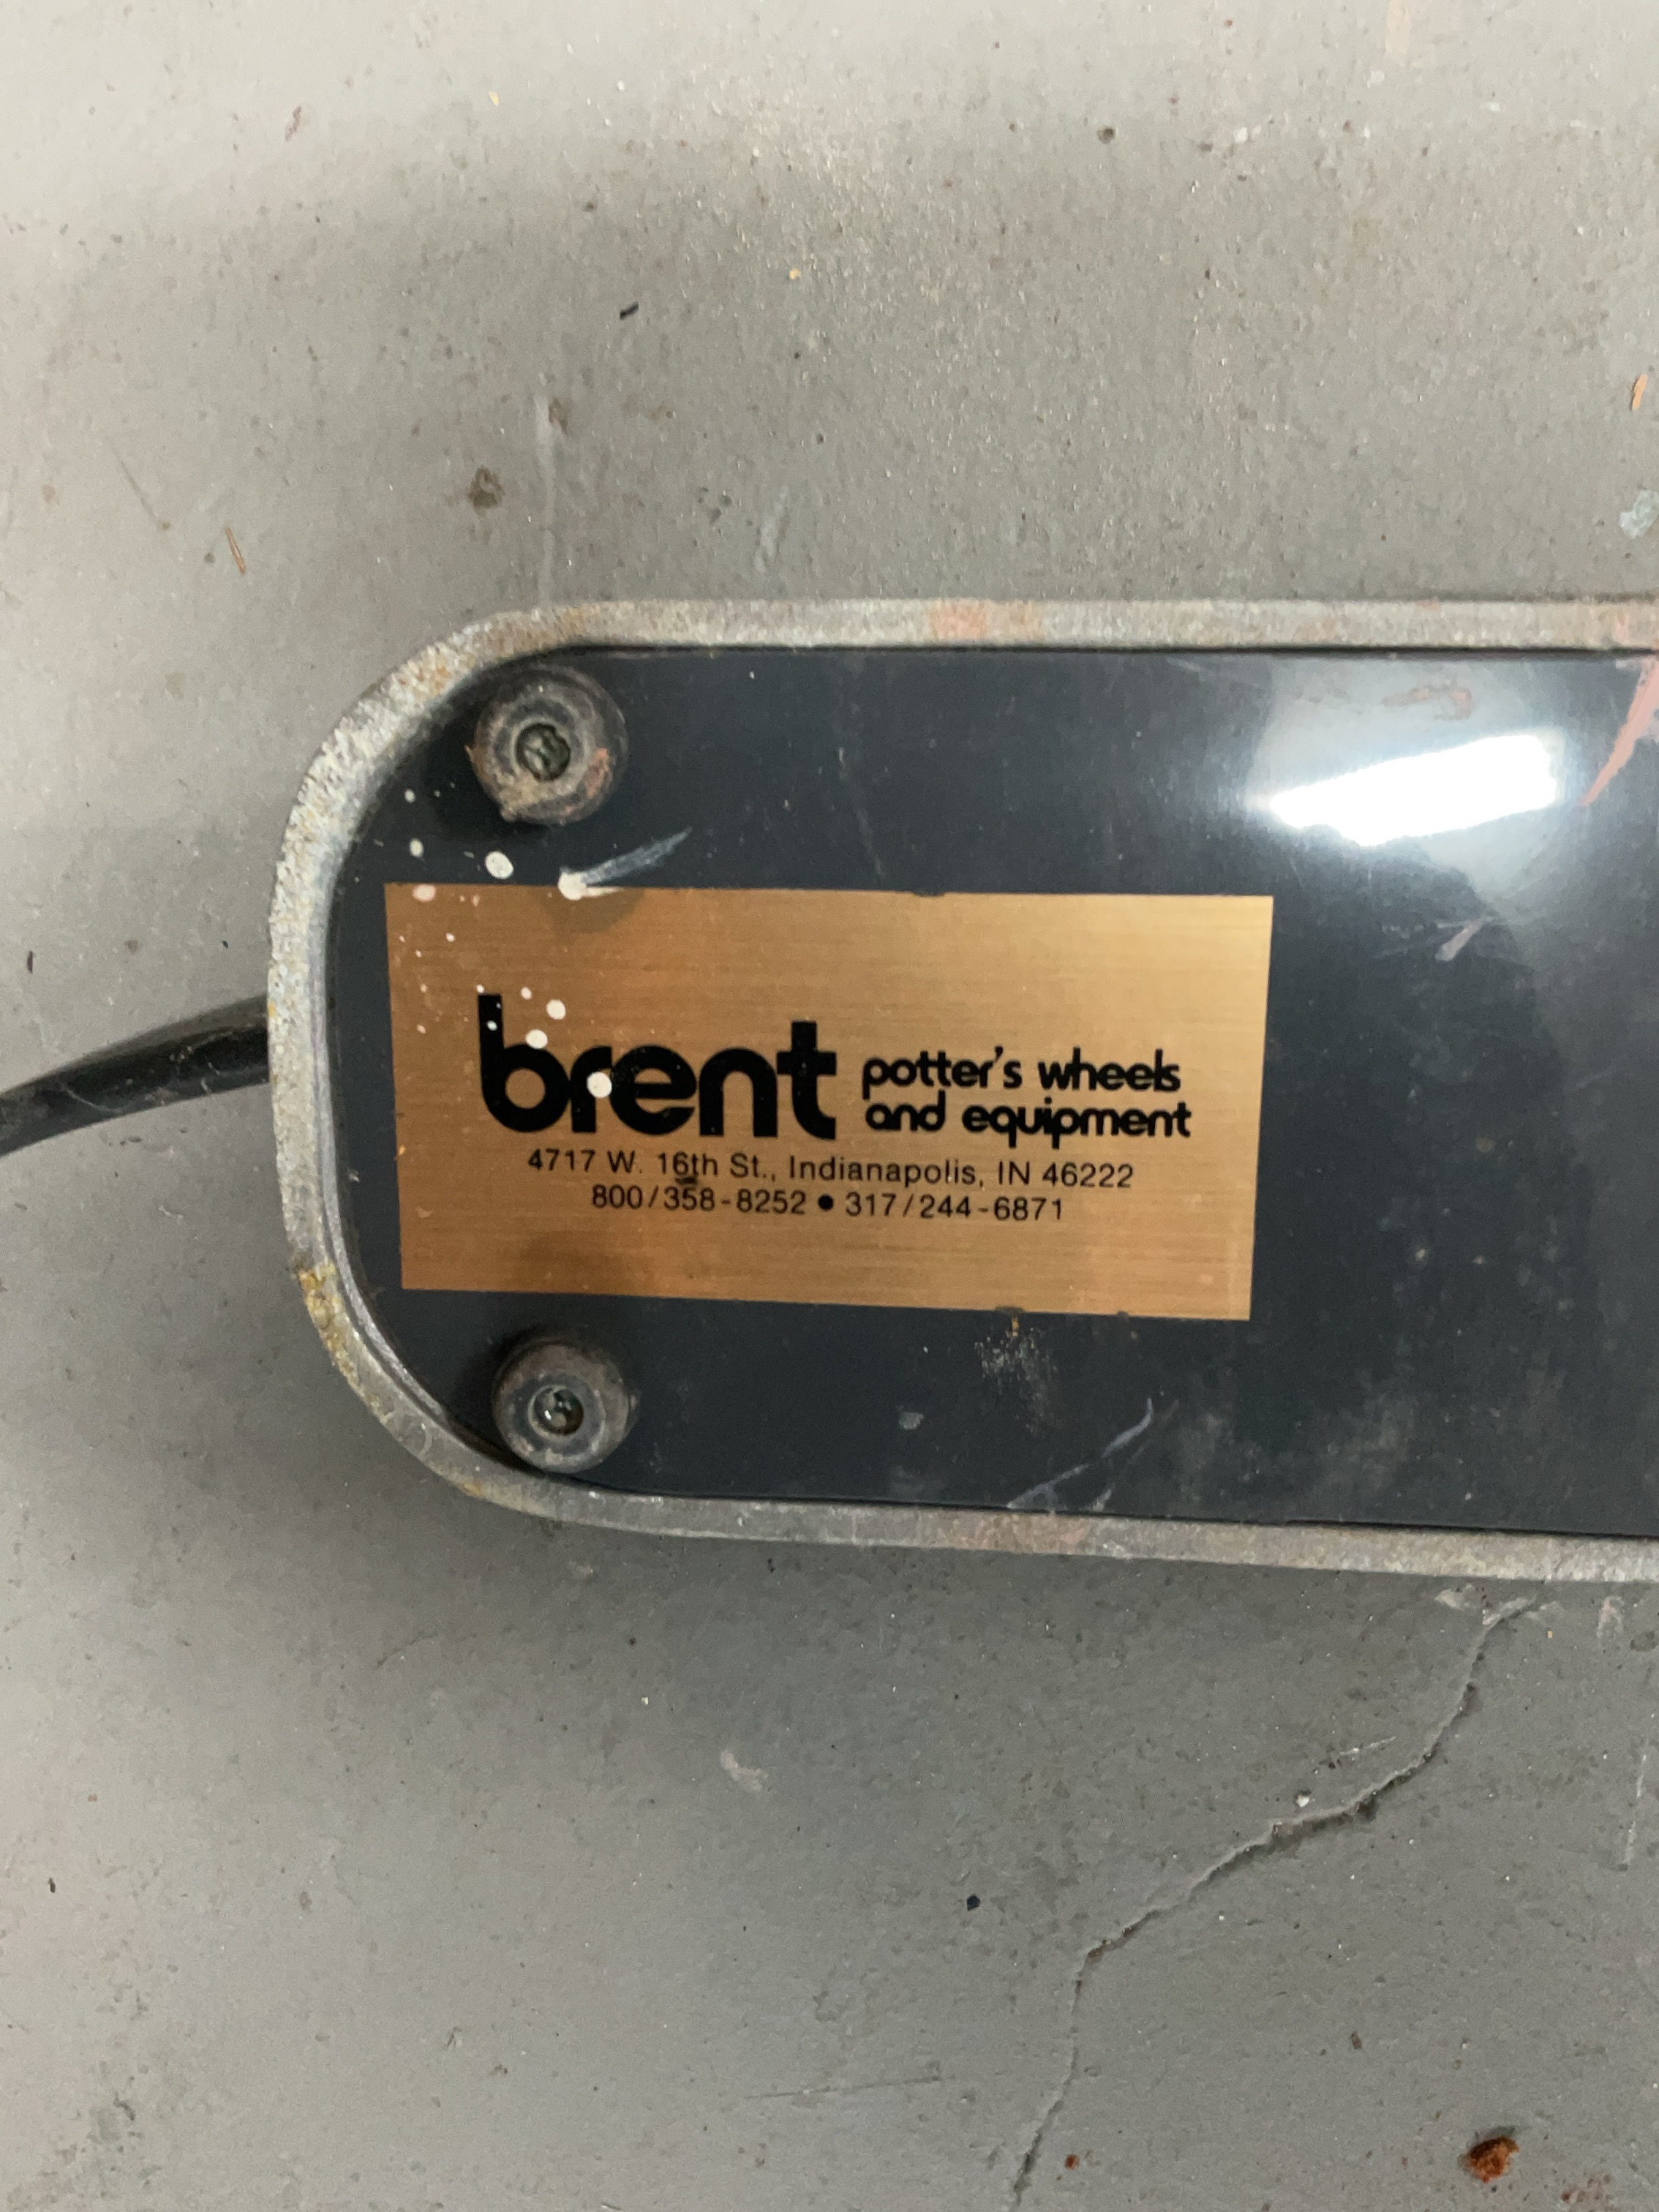 brent potter's wheels
and equipment
4717 W. 16th St., Indianapolis, IN 46222
800/358-8252 • 317/244-6871